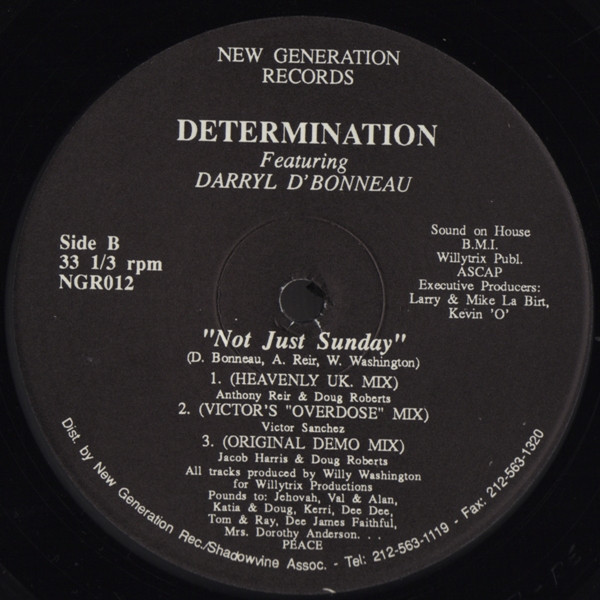 NEW GENERATION
RECORDS
DETERMINATION
Featuring
DARRYL D'BONNEAU
Side B
33 1/3 rpm
NGR012
Sound on House
B.M.I.
Willytrix Publ.
ASCAP
Executive Producers:
Larry & Mike La Birt,
Kevin 'O'
"Not Just Sunday"
(D. Bonneau, A. Reir, W. Washington)
1. (HEAVENLY UK. MIX)
Anthony Reir & Doug Roberts
2. (VICTOR'S "OVERDOSE" MIX)
Victor Sanchez
3. (ORIGINAL DEMO MIX)
Jacob Harris & Doug Roberts
All tracks produced by Willy Washington
for Willytrix Productions
Pounds to: Jehovah, Val & Alan,
Katia & Doug, Kerri, Dee Dee,
Tom & Ray, Dee James Faithful,
Mrs. Dorothy Anderson. . .
PEACE
Dist. by New Generation Rec./Shadowvine Assoc. - Tel: 212-563-1119 - Fax: 212-563-1320